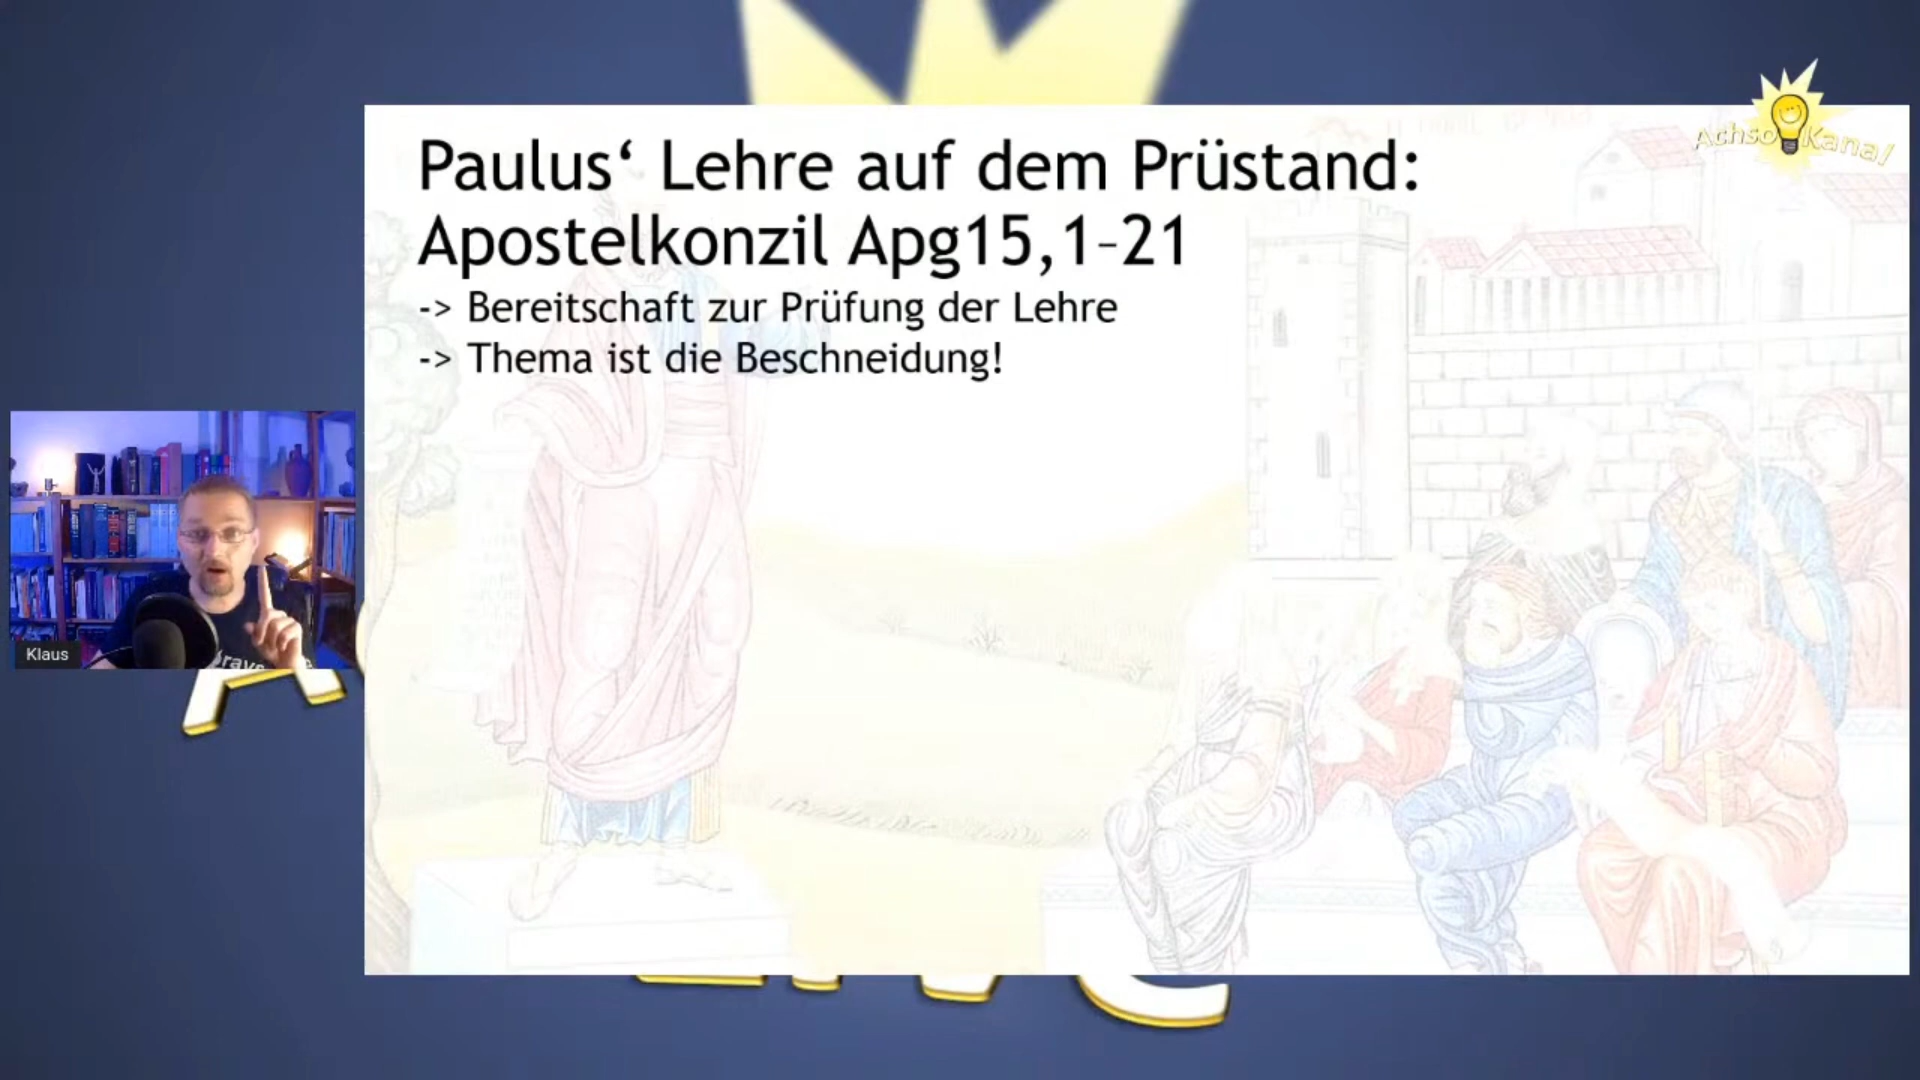 Paulus‘ Lehre auf dem Prüstand:
Apostelkonzil Apg15,1–21
-> Bereitschaft zur Prüfung der Lehre
-> Thema ist die Beschneidung!
Achso Kanal
Klaus